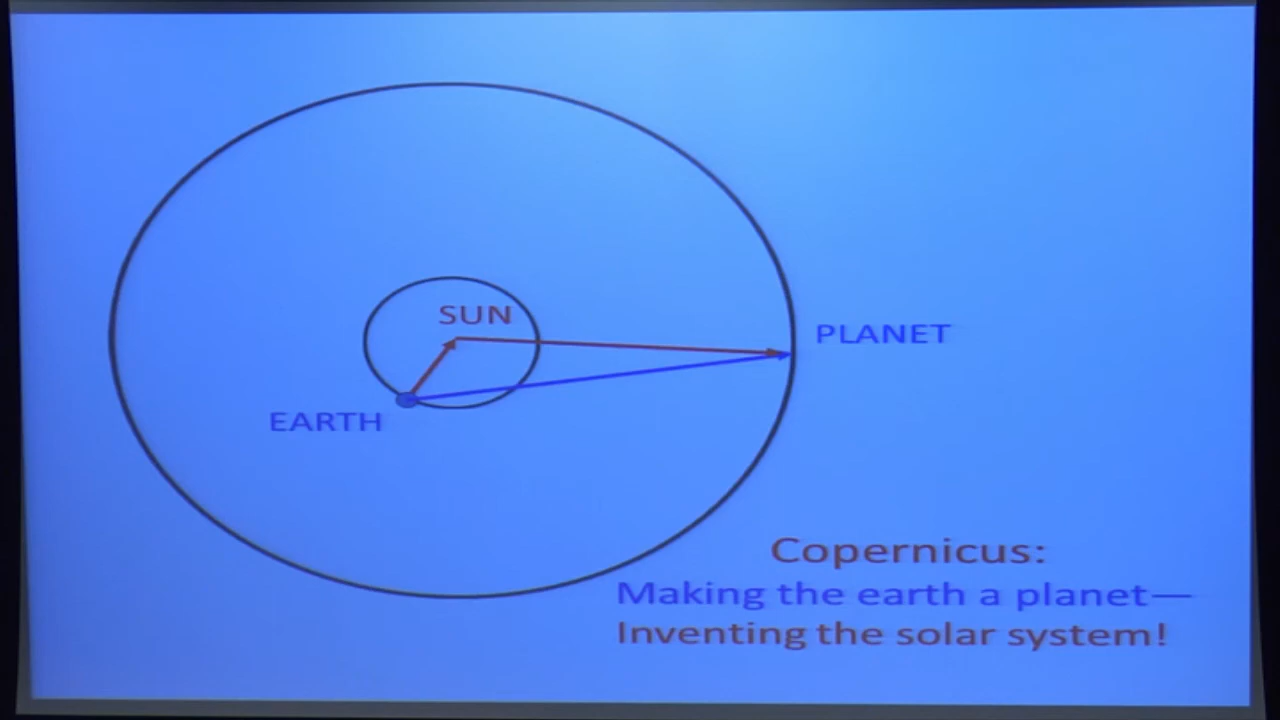 SUN
PLANET
EARTH
Copernicus:
Making the earth a planet—
Inventing the solar system!